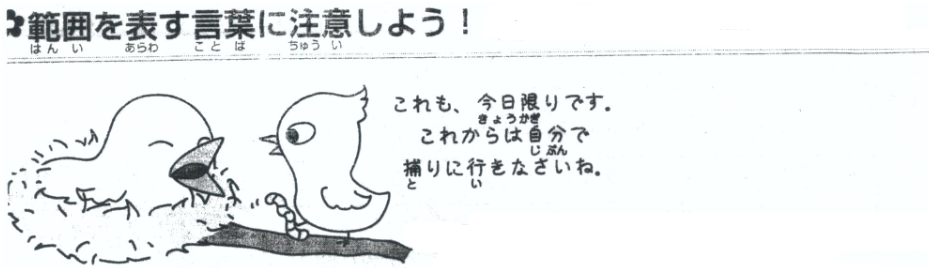 範囲を表す言葉に注意しよう！
はんい あらわ ことば ちゅうい
これも、今日限りです。
きょうかぎ
これからは自分で
じぶん
捕りに行きなさいね。
と い